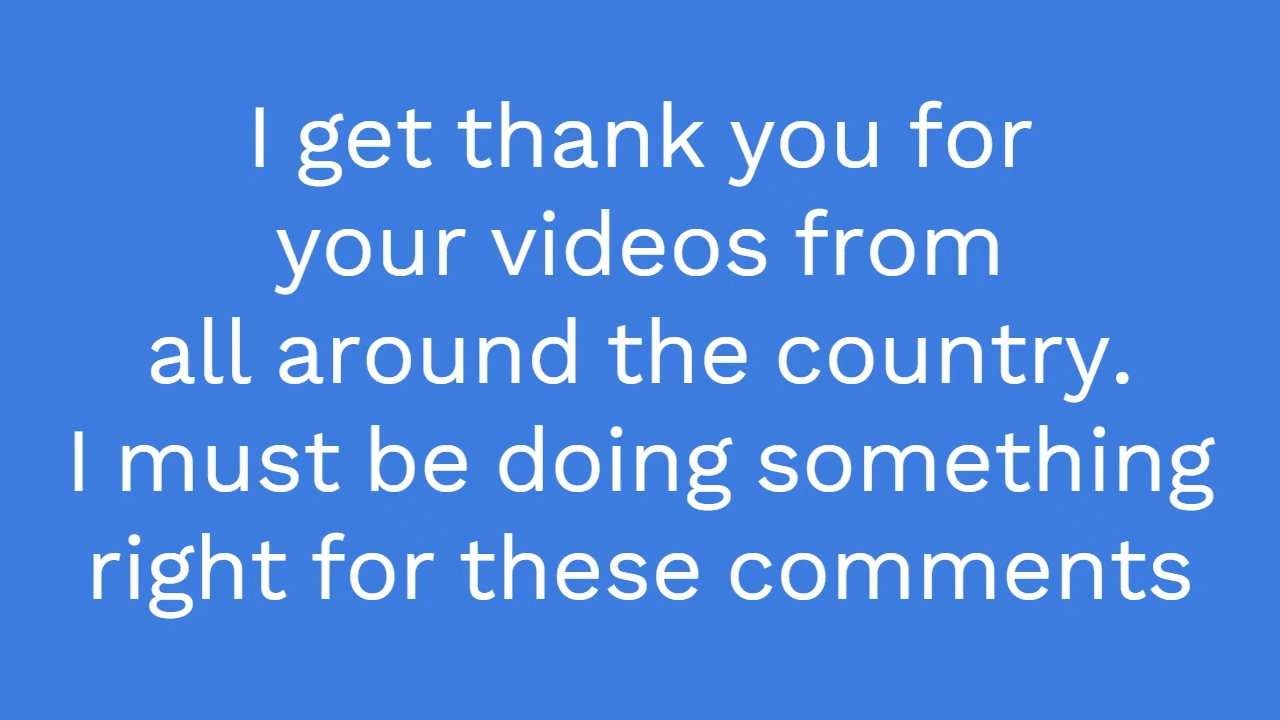 I get thank you for
your videos from
all around the country.
I must be doing something
right for these comments